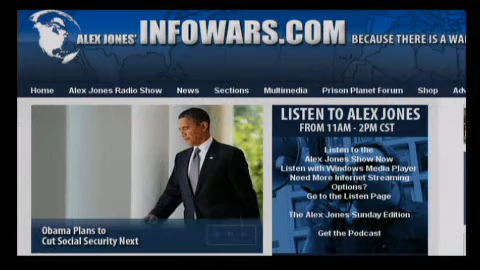 ALEX JONES' INFOWARS.COM BECAUSE THERE IS A WA
Home Alex Jones Radio Show News Sections Multimedia Prison Planet Forum Shop Ad
LISTEN TO ALEX JONES
FROM 11AM - 2PM CST
Listen to the
Alex Jones Show Now
Listen with Windows Media Player
Need More Internet Streaming
Options?
Go to the Listen Page
The Alex Jones Sunday Edition
Get the Podcast
Obama Plans to
Cut Social Security Next